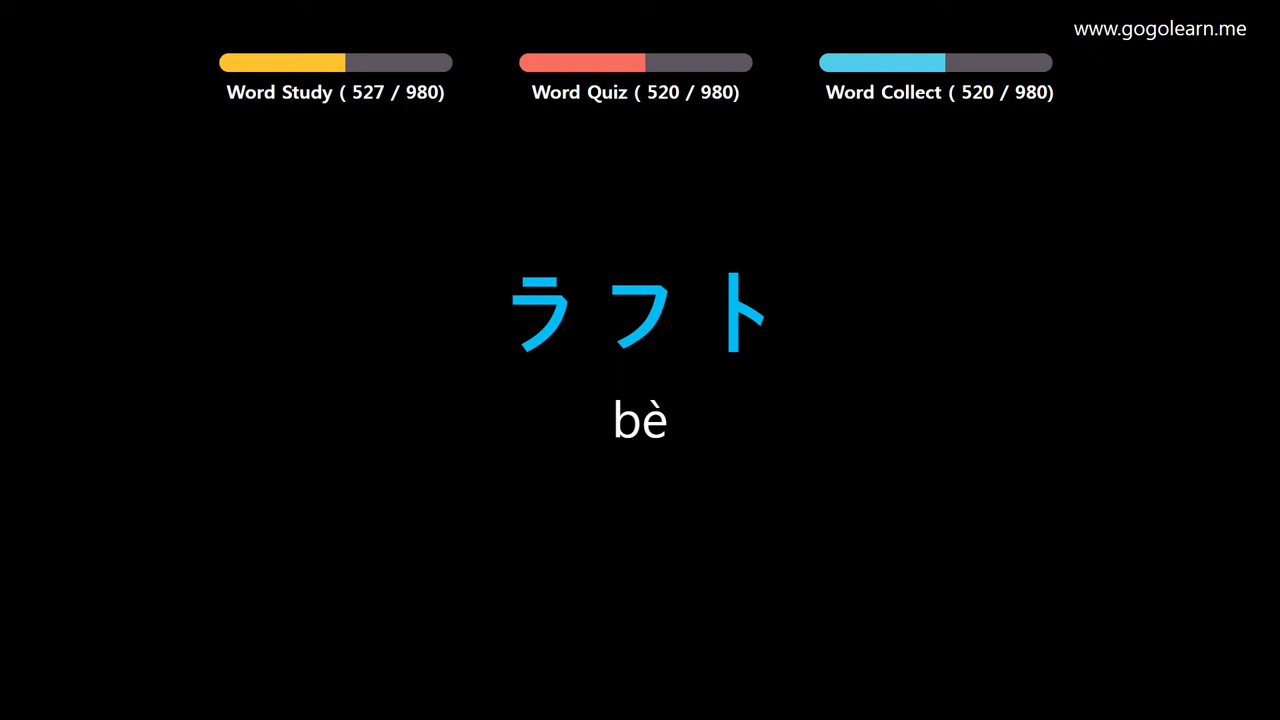 www.gogolearn.me
Word Study ( 527 / 980)
Word Quiz ( 520 / 980)
Word Collect ( 520 / 980)
ラフト
bè